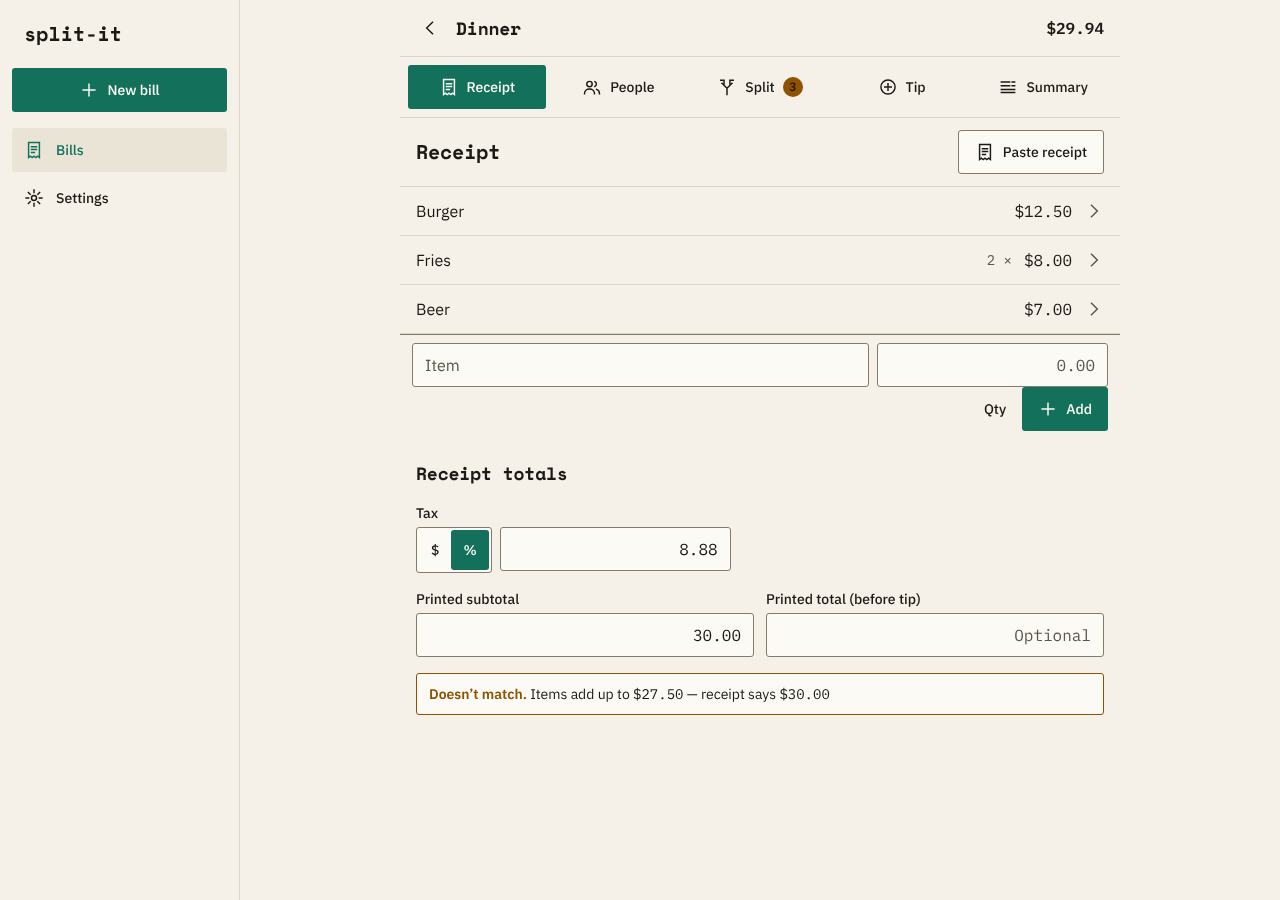 split-it
New bill
Bills
Settings
Dinner $29.94
Receipt People Split 3 Tip Summary
Receipt Paste receipt
Burger $12.50
Fries 2 × $8.00
Beer $7.00
Item 0.00
Qty Add
Receipt totals
Tax
$ % 8.88
Printed subtotal Printed total (before tip)
30.00 Optional
Doesn’t match. Items add up to $27.50 — receipt says $30.00